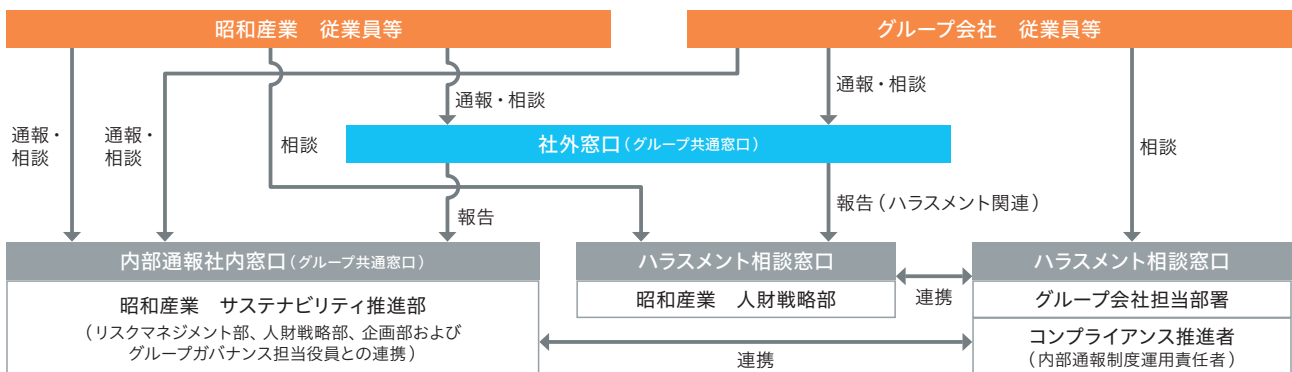 昭和産業　従業員等
グループ会社　従業員等
通報・相談
通報・相談
通報・
相談
通報・
相談
相談
社外窓口（グループ共通窓口）
相談
報告
報告（ハラスメント関連）
内部通報社内窓口（グループ共通窓口）
昭和産業　サステナビリティ推進部
（リスクマネジメント部、人財戦略部、企画部および
グループガバナンス担当役員との連携）
ハラスメント相談窓口
昭和産業　人財戦略部
連携
ハラスメント相談窓口
グループ会社担当部署
コンプライアンス推進者
（内部通報制度運用責任者）
連携